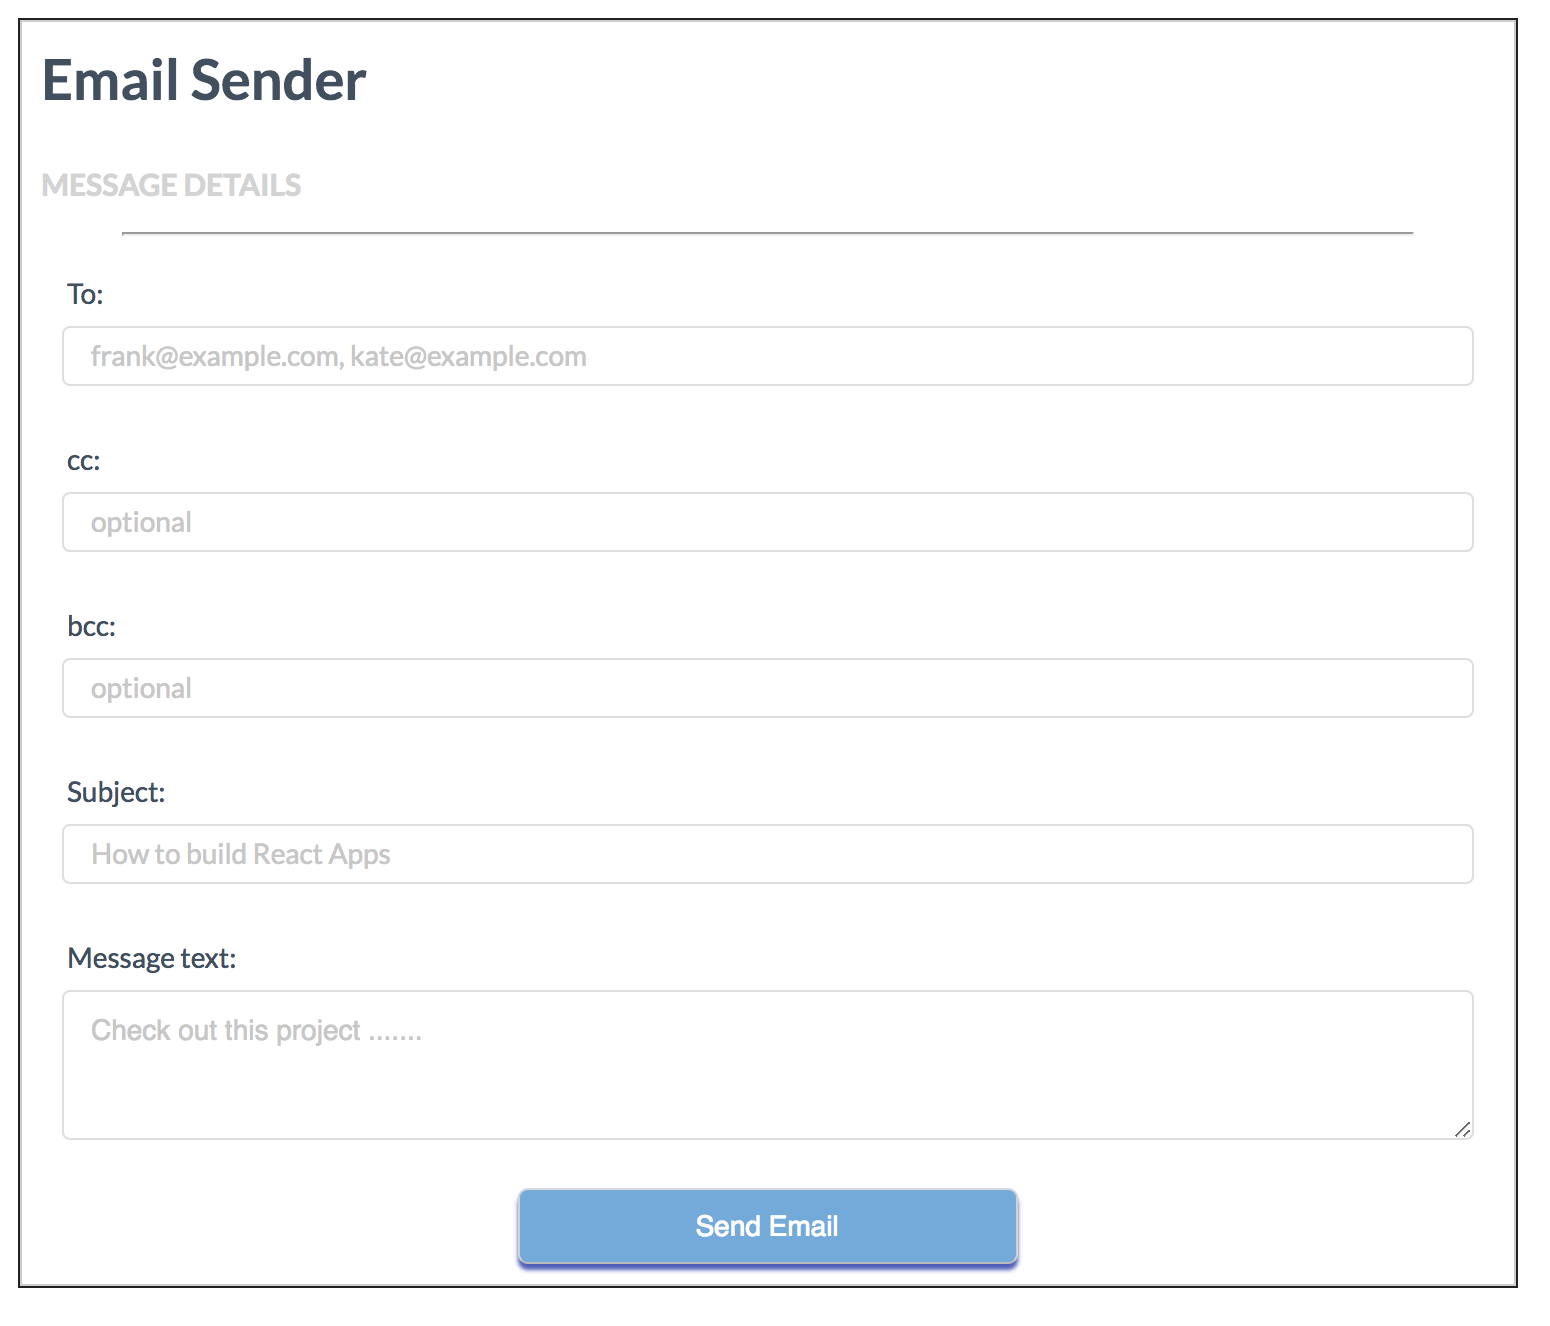 Email Sender
MESSAGE DETAILS
To:
frank@example.com, kate@example.com
cc:
optional
bcc:
optional
Subject:
How to build React Apps
Message text:
Check out this project .......
Send Email